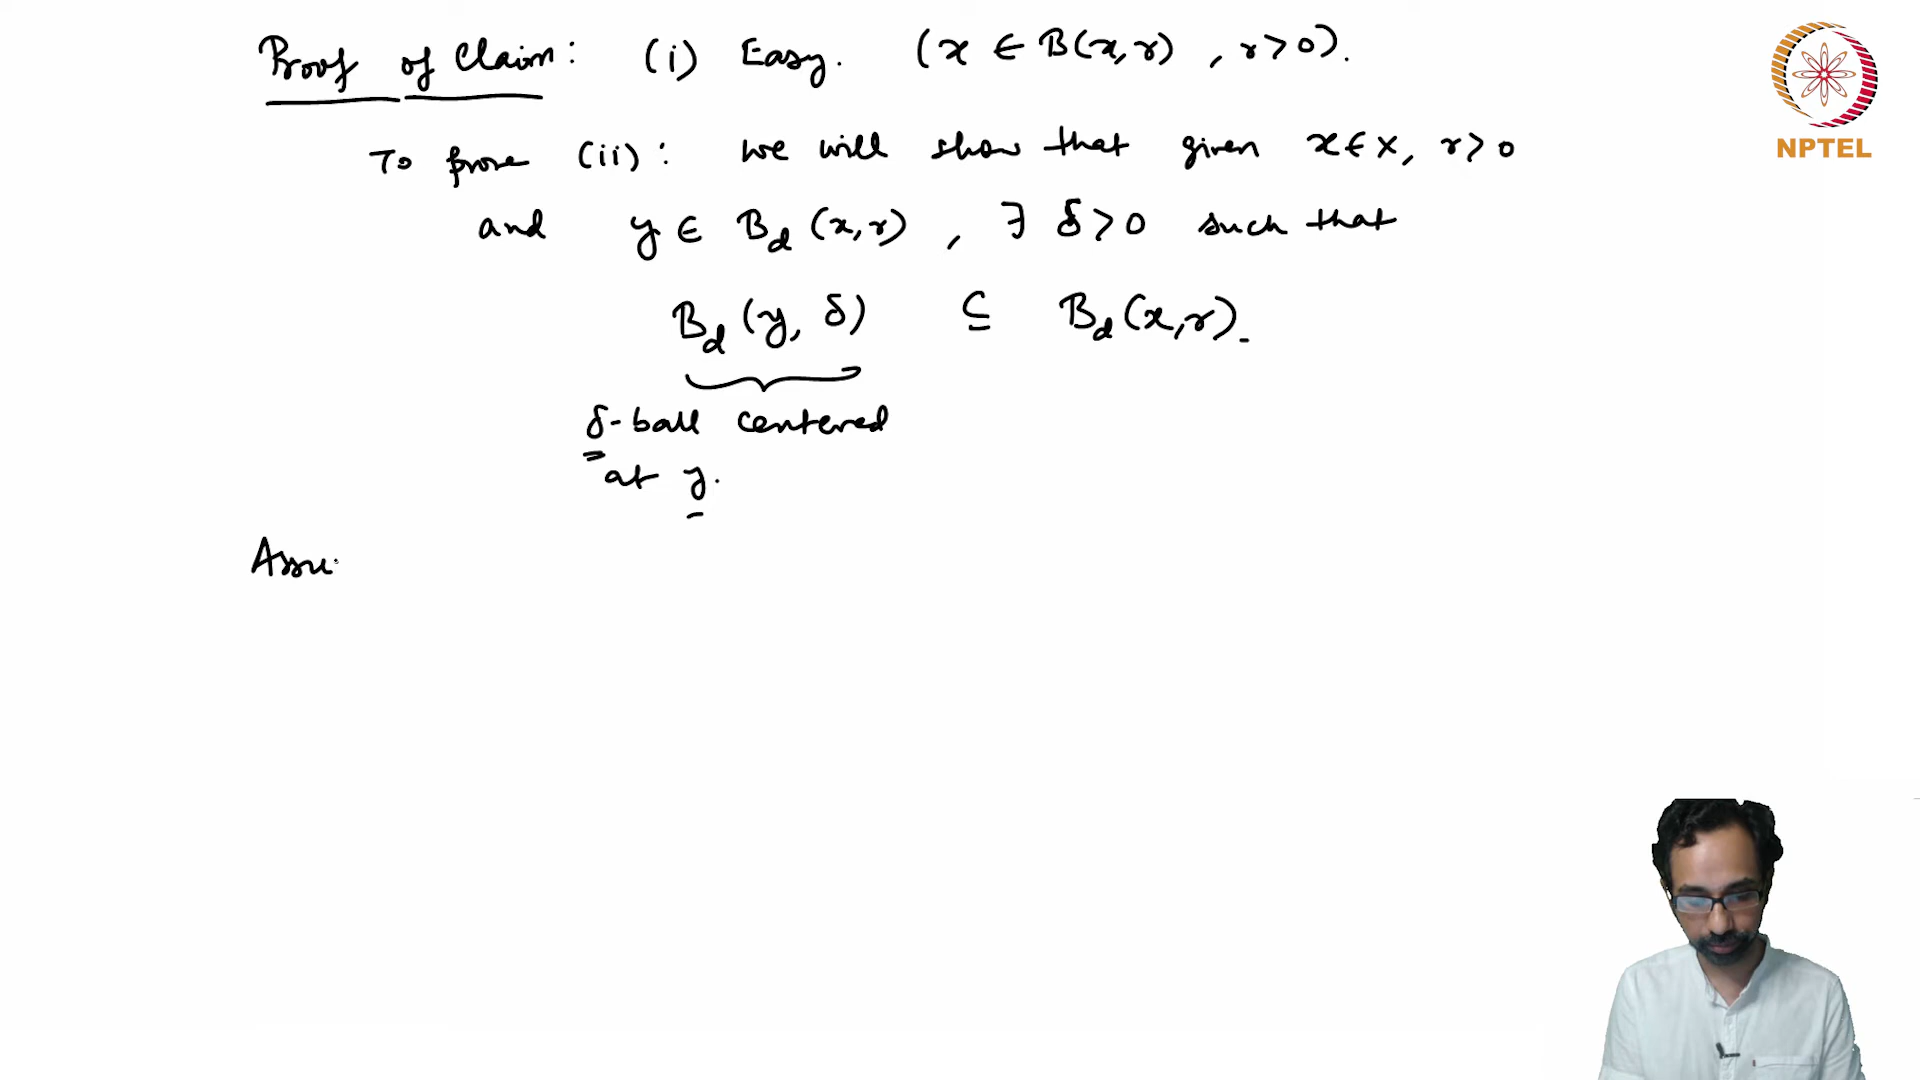 Proof of Claim: (i) Easy. (x ∈ B(x,r) , r>0).
NPTEL
To prove (ii): we will show that given x∈X, r>0
and y ∈ B_d (x,r) , ∃ δ>0 such that
B_d (y, δ) ⊆ B_d (x,r).
δ-ball centered
at y.
Assu